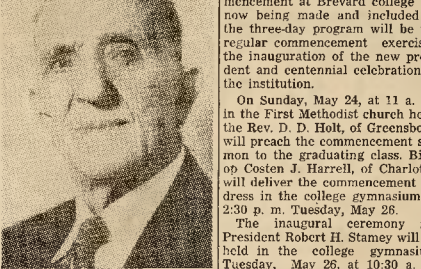 mencement at Brevard college
now being made and included
the three-day program will be
regular commencement exercis
the inauguration of the new pre
dent and centennial celebration
the institution.
On Sunday, May 24, at 11 a.
in the First Methodist church he
the Rev. D. D. Holt, of Greensbo
will preach the commencement s
mon to the graduating class. Bi
op Costen J. Harrell, of Charlot
will deliver the commencement
dress in the college gymnasium
2:30 p. m. Tuesday, May 26.
The inaugural ceremony
President Robert H. Stamey will
held in the college gymnasi
Tuesday, May 26, at 10:30 a.